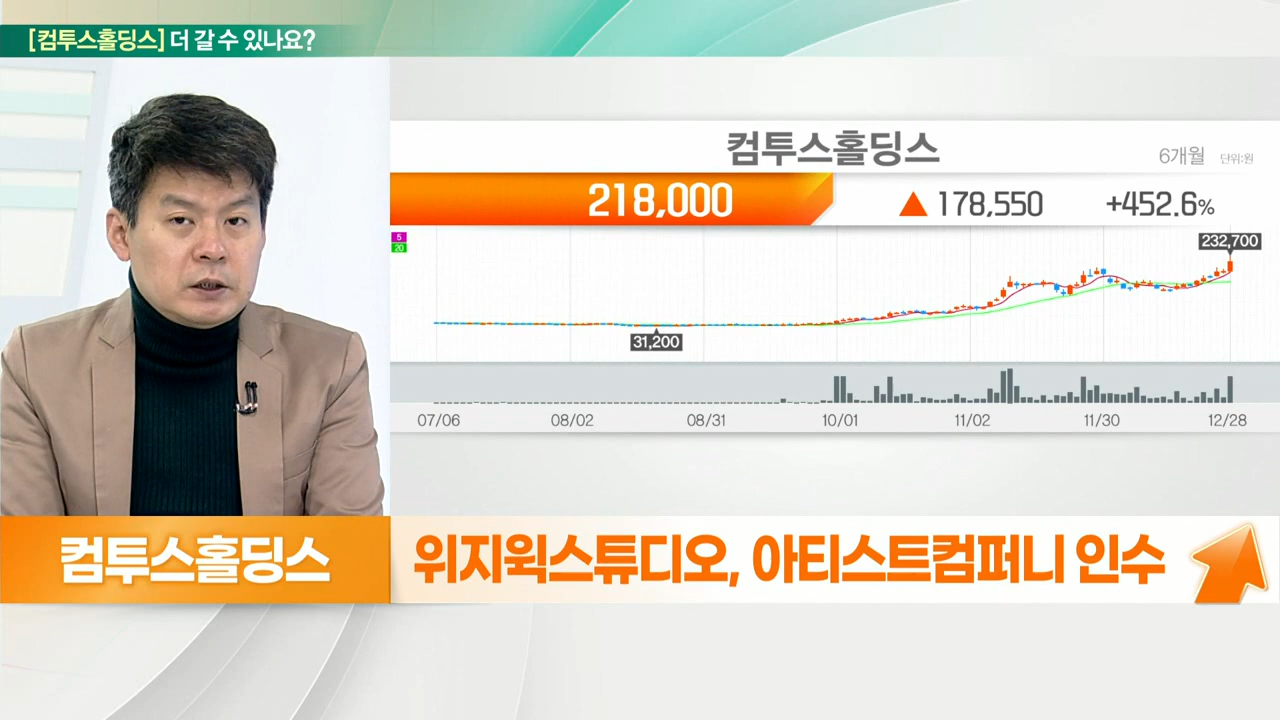 [컴투스홀딩스] 더 갈 수 있나요?
컴투스홀딩스
6개월 단위:원
218,000 ▲ 178,550 +452.6%
5
20
232,700
31,200
07/06 08/02 08/31 10/01 11/02 11/30 12/28
컴투스홀딩스
위지윅스튜디오, 아티스트컴퍼니 인수